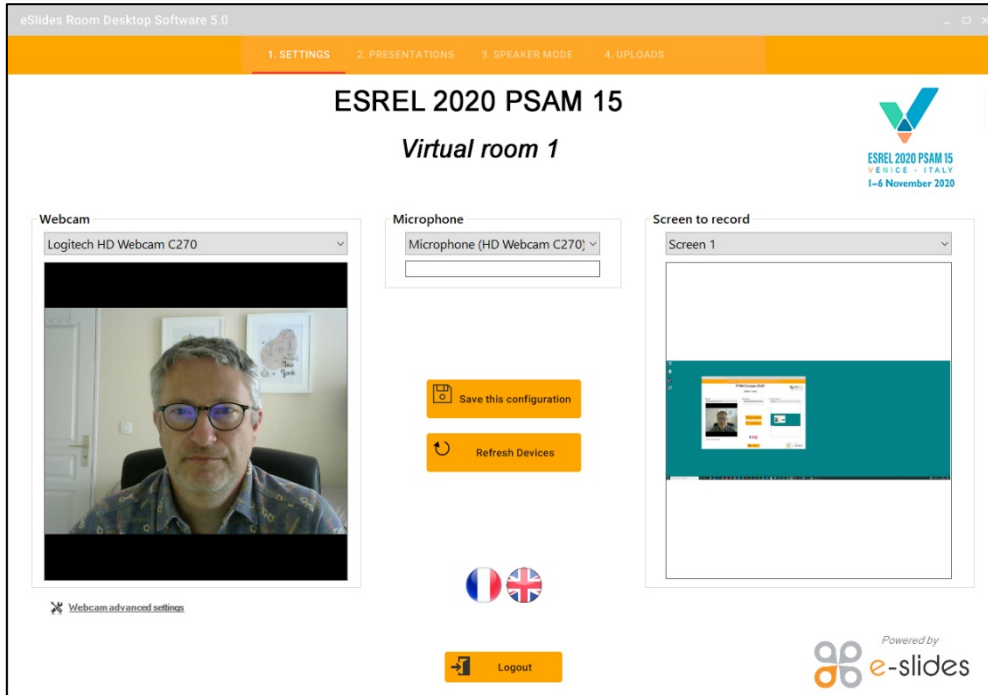 eSlides Room Desktop Software 5.0
1. SETTINGS 2. PRESENTATIONS 3. SPEAKER MODE 4. UPLOADS
ESREL 2020 PSAM 15
Virtual room 1
ESREL 2020 PSAM 15
VENICE - ITALY
1-6 November 2020
Webcam
Logitech HD Webcam C270
Microphone
Microphone (HD Webcam C270)
Screen to record
Screen 1
Save this configuration
Refresh Devices
Webcam advanced settings
Logout
Powered by
e-slides